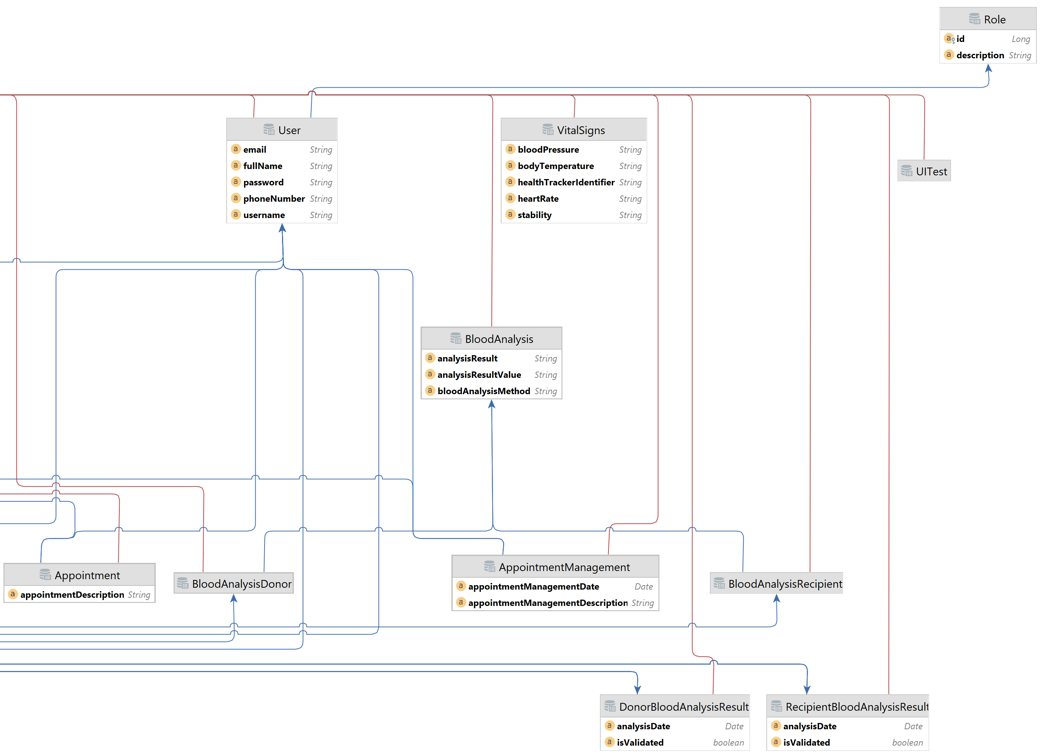 Role
a id Long
a description String
User
a email String
a fullName String
a password String
a phoneNumber String
a username String
VitalSigns
a bloodPressure String
a bodyTemperature String
a healthTrackerIdentifier String
a heartRate String
a stability String
UITest
BloodAnalysis
a analysisResult String
a analysisResultValue String
a bloodAnalysisMethod String
Appointment
a appointmentDescription String
BloodAnalysisDonor
AppointmentManagement
a appointmentManagementDate Date
a appointmentManagementDescription String
BloodAnalysisRecipient
DonorBloodAnalysisResult
a analysisDate Date
a isValidated boolean
RecipientBloodAnalysisResult
a analysisDate Date
a isValidated boolean